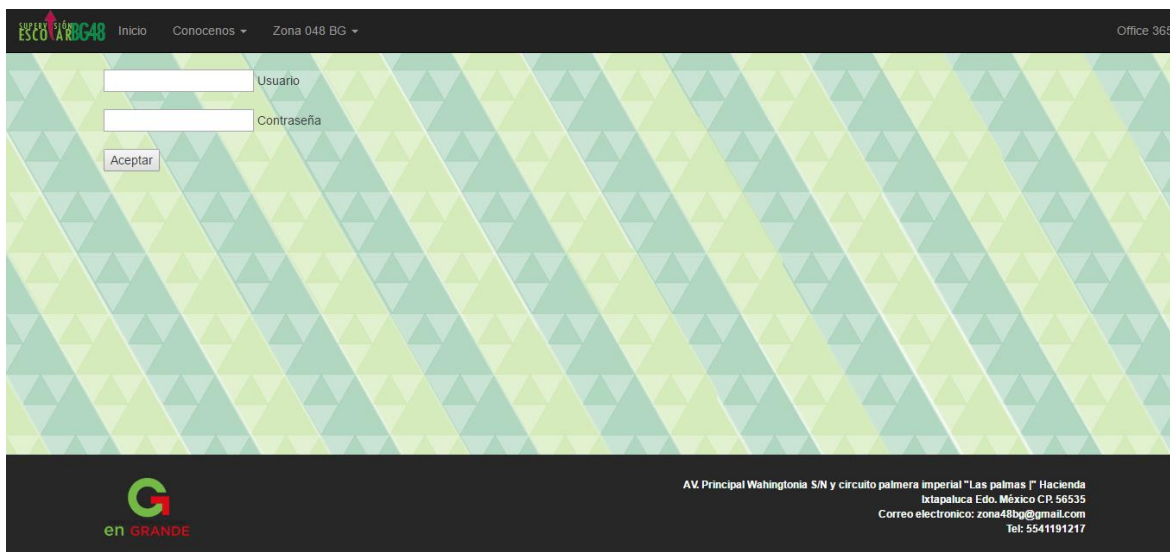 SUPERVISIÓN
ESCOLAR BG48
Inicio
Conocenos
Zona 048 BG
Office 365
Usuario
Contraseña
Aceptar
en GRANDE
AV. Principal Wahingtonia S/N y circuito palmera imperial "Las palmas |" Hacienda
Ixtapaluca Edo. México CP. 56535
Correo electronico: zona48bg@gmail.com
Tel: 5541191217